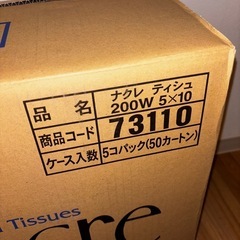 品名 ナクレ ティシュ
200W 5×10
商品コード 73110
ケース入数 5コパック(50カートン)
Tissues
cre